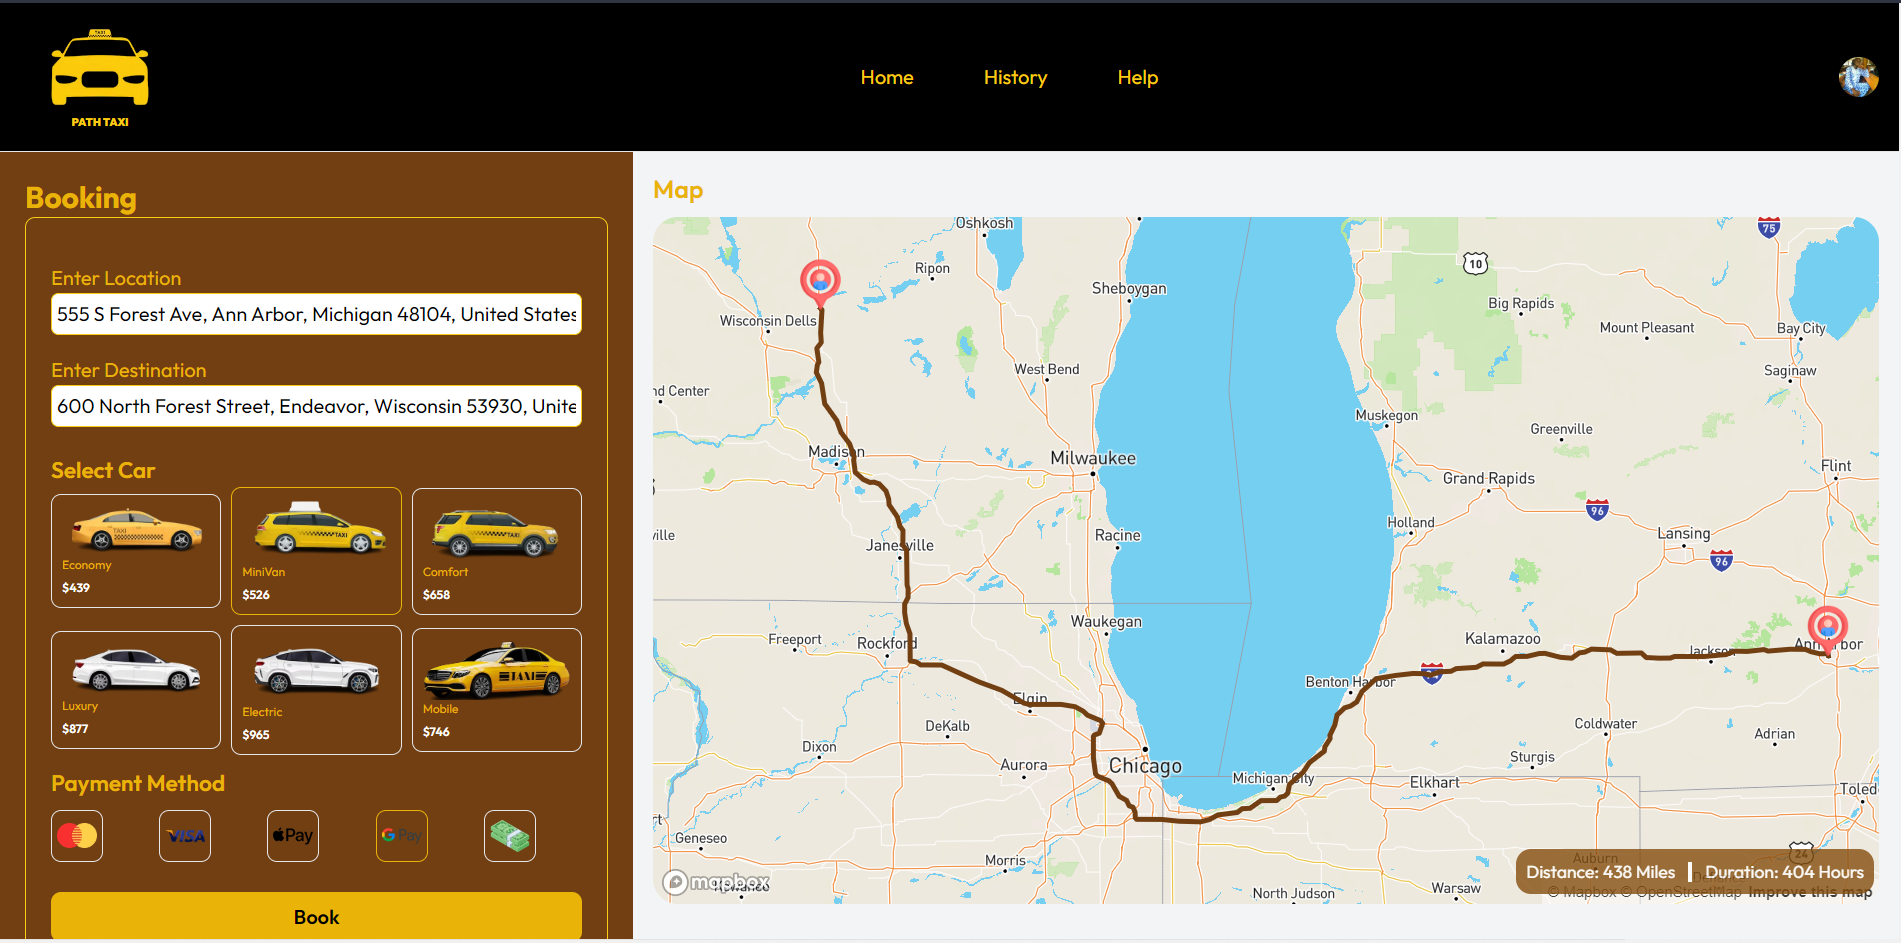 PATH TAXI
Home
History
Help
Booking
Enter Location
555 S Forest Ave, Ann Arbor, Michigan 48104, United States
Enter Destination
600 North Forest Street, Endeavor, Wisconsin 53930, Unite
Select Car
Economy
$439
MiniVan
$526
Comfort
$658
Luxury
$877
Electric
$965
TAXI
Mobile
$746
Payment Method
VISA
Pay
G Pay
Book
Map
Oshkosh
75
Ripon
10
Sheboygan
Big Rapids
Wisconsin Dells
Mount Pleasant
Bay City
West Bend
Saginaw
nd Center
Muskegon
Greenville
Madison
Milwaukee
Flint
Grand Rapids
96
Holland
ville
Racine
Lansing
Janesville
96
Waukegan
Freeport
Rockford
Kalamazoo
Jackson
Ann Arbor
Benton Harbor
Elgin
DeKalb
Coldwater
Adrian
Dixon
Sturgis
Aurora
Chicago
Michigan City
Elkhart
Toled
Geneseo
Morris
Auburn
24
mapbox
Kewanee
North Judson
Warsaw
Distance: 438 Miles
Duration: 404 Hours
© Mapbox © OpenStreetMap Improve this map